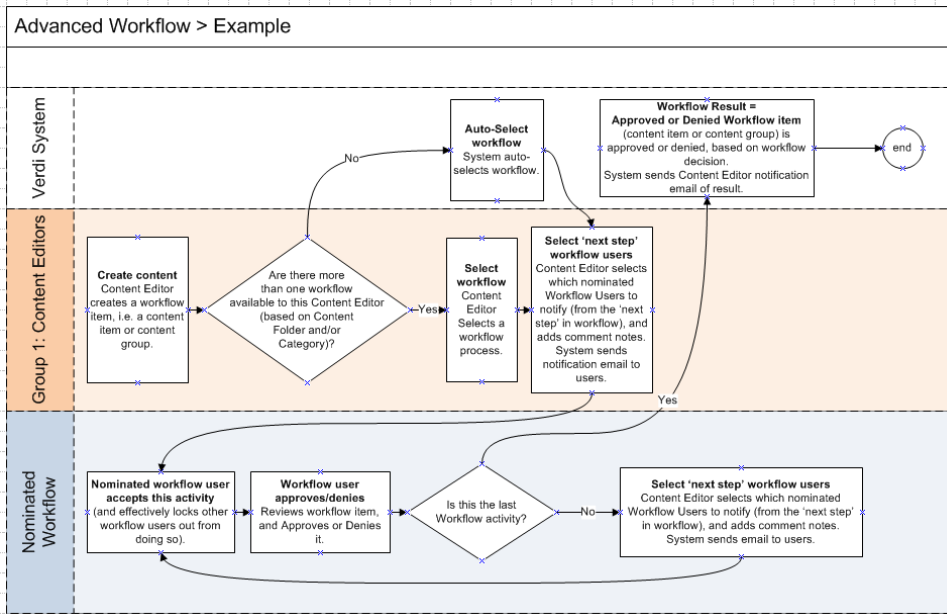 Advanced Workflow > Example
Verdi System
No
Auto-Select
workflow
System auto-
selects workflow.
Workflow Result =
Approved or Denied Workflow item
(content item or content group) is
approved or denied, based on workflow
decision.
System sends Content Editor notification
email of result.
end
Group 1: Content Editors
Create content
Content Editor
creates a workflow
item, i.e. a content
item or content
group.
Are there more
than one workflow
available to this Content Editor
(based on Content
Folder and/or
Category)?
Yes
Select
workflow
Content
Editor
Selects a
workflow
process.
Select ‘next step’
workflow users
Content Editor selects
which nominated
Workflow Users to
notify (from the ‘next
step’ in workflow), and
adds comment notes.
System sends
notification email to
users.
Yes
Nominated
Workflow
Nominated workflow user
accepts this activity
(and effectively locks other
workflow users out from
doing so).
Workflow user
approves/denies
Reviews workflow item,
and Approves or Denies
it.
Is this the last
Workflow activity?
No
Select ‘next step’ workflow users
Content Editor selects which nominated
Workflow Users to notify (from the ‘next step’
in workflow), and adds comment notes.
System sends email to users.